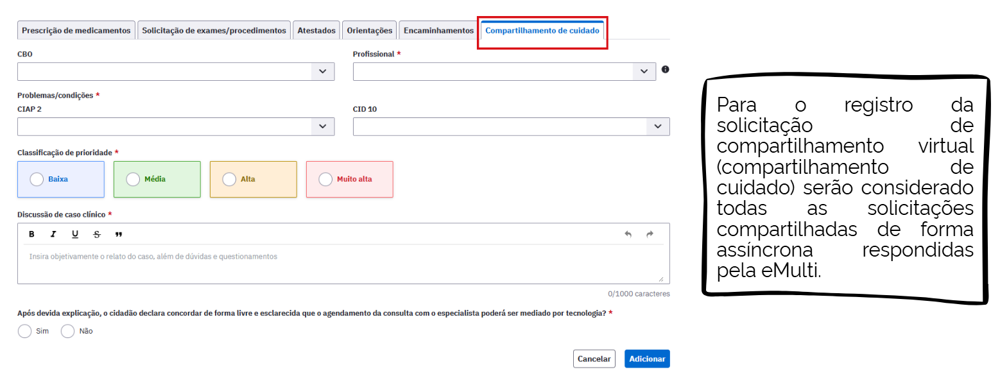 Prescrição de medicamentos Solicitação de exames/procedimentos Atestados Orientações Encaminhamentos Compartilhamento de cuidado
CBO Profissional *
Problemas/condições *
CIAP 2 CID 10
Classificação de prioridade *
Baixa Média Alta Muito alta
Discussão de caso clínico *
B I U S "
Insira objetivamente o relato do caso, além de dúvidas e questionamentos
0/1000 caracteres
Após devida explicação, o cidadão declara concordar de forma livre e esclarecida que o agendamento da consulta com o especialista poderá ser mediado por tecnologia? *
Sim Não
Cancelar Adicionar
Para o registro da
solicitação de
compartilhamento virtual
(compartilhamento de
cuidado) serão considerado
todas as solicitações
compartilhadas de forma
assíncrona respondidas
pela eMulti.